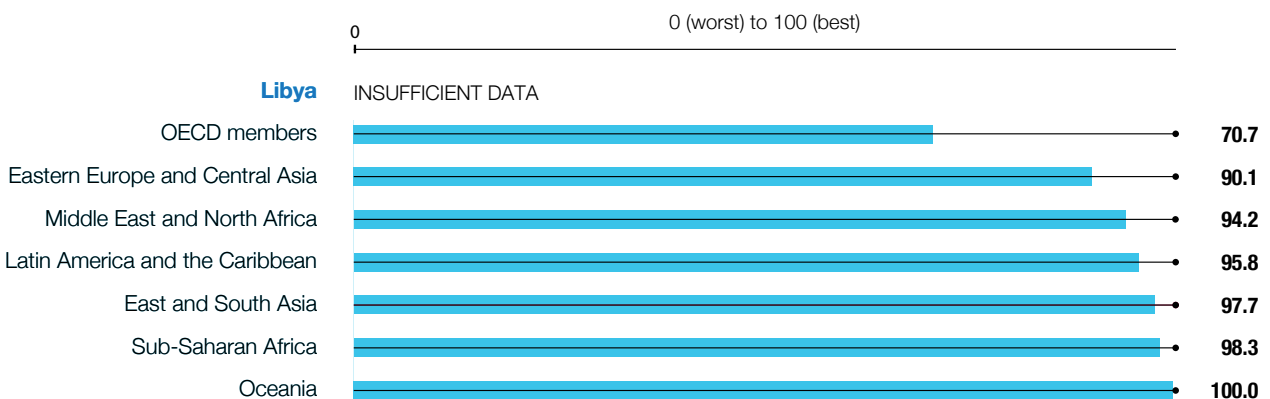 0 (worst) to 100 (best)
0
Libya INSUFFICIENT DATA
OECD members 70.7
Eastern Europe and Central Asia 90.1
Middle East and North Africa 94.2
Latin America and the Caribbean 95.8
East and South Asia 97.7
Sub-Saharan Africa 98.3
Oceania 100.0